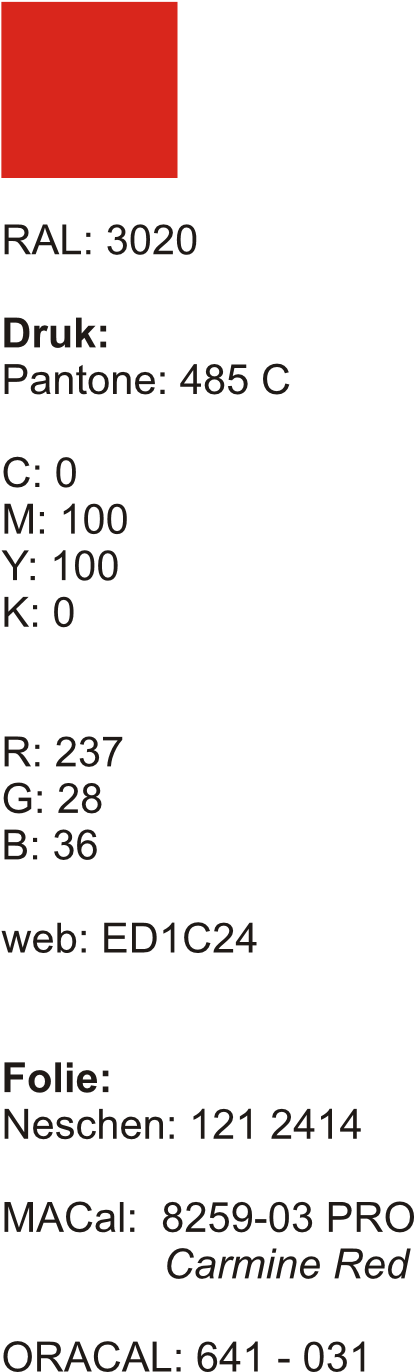 RAL: 3020
Druk:
Pantone: 485 C
C: 0
M: 100
Y: 100
K: 0
R: 237
G: 28
B: 36
web: ED1C24
Folie:
Neschen: 121 2414
MACal: 8259-03 PRO
Carmine Red
ORACAL: 641 - 031